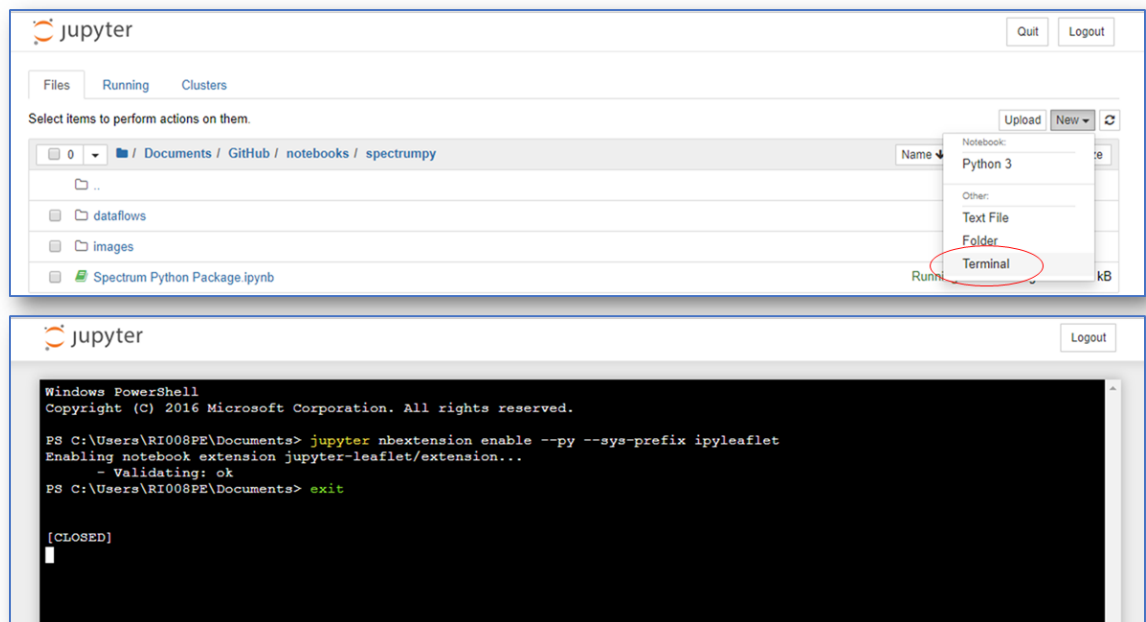 jupyter
Quit Logout
Files Running Clusters
Select items to perform actions on them.
Upload New
0 / Documents / GitHub / notebooks / spectrumpy
Name
Notebook:
Python 3
..
Other:
dataflows
Text File
images
Folder
Terminal
Spectrum Python Package.ipynb
kB
jupyter
Logout
Windows PowerShell
Copyright (C) 2016 Microsoft Corporation. All rights reserved.
PS C:\Users\RI008PE\Documents> jupyter nbextension enable --py --sys-prefix ipyleaflet
Enabling notebook extension jupyter-leaflet/extension...
- Validating: ok
PS C:\Users\RI008PE\Documents> exit
[CLOSED]